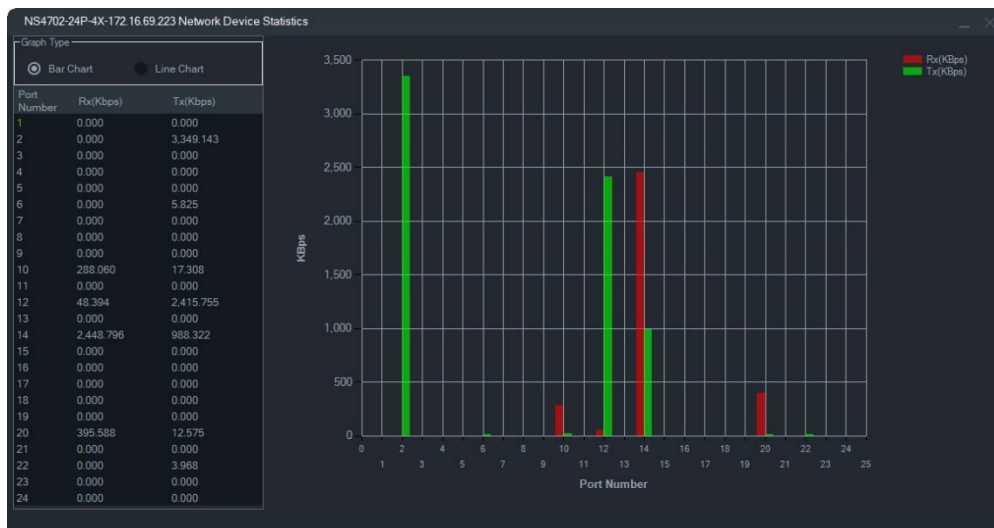 NS4702-24P-4X-172.16.69.223 Network Device Statistics
Graph Type
Bar Chart Line Chart
Port Number Rx(Kbps) Tx(Kbps)
1 0.000 0.000
2 0.000 3,349.143
3 0.000 0.000
4 0.000 0.000
5 0.000 0.000
6 0.000 5.825
7 0.000 0.000
8 0.000 0.000
9 0.000 0.000
10 288.060 17.308
11 0.000 0.000
12 48.394 2,415.755
13 0.000 0.000
14 2,448.796 988.322
15 0.000 0.000
16 0.000 0.000
17 0.000 0.000
18 0.000 0.000
19 0.000 0.000
20 395.588 12.575
21 0.000 0.000
22 0.000 3.968
23 0.000 0.000
24 0.000 0.000
KBps
3,500
3,000
2,500
2,000
1,500
1,000
500
0
0 2 4 6 8 10 12 14 16 18 20 22 24
1 3 5 7 9 11 13 15 17 19 21 23 25
Port Number
Rx(KBps)
Tx(KBps)